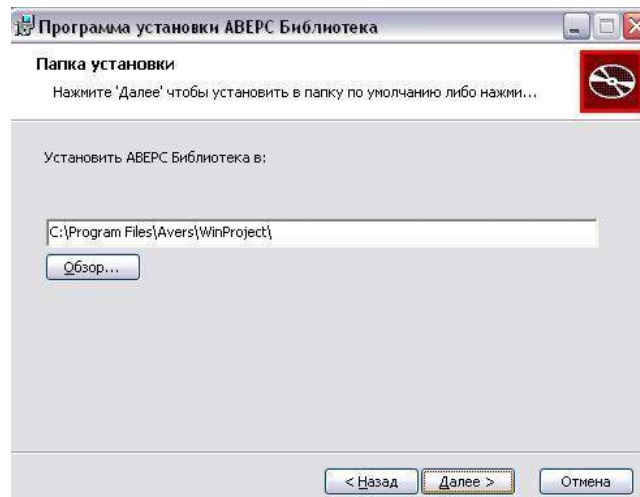 Программа установки АВЕРС Библиотека
Папка установки
Нажмите 'Далее' чтобы установить в папку по умолчанию либо нажми...
Установить АВЕРС Библиотека в:
C:\Program Files\Avers\WinProject\
Обзор...
< Назад Далее > Отмена